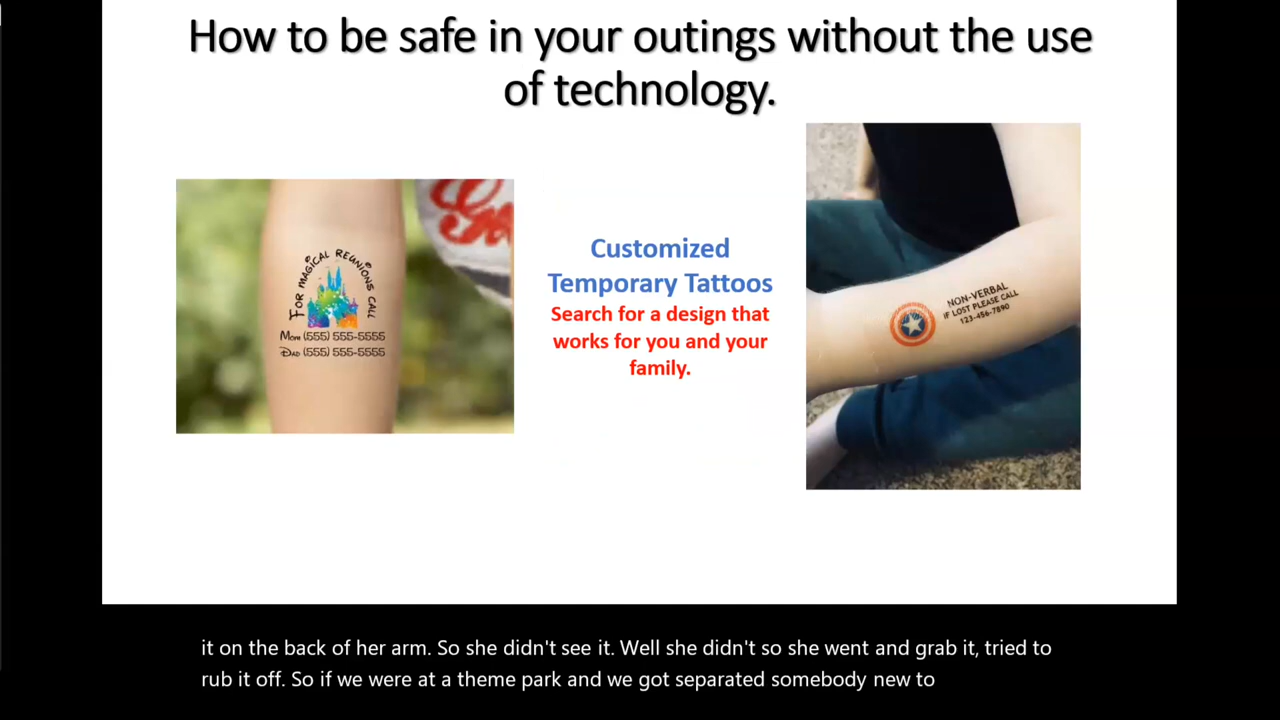 How to be safe in your outings without the use
of technology.
FOR MAGICAL REUNIONS CALL
MOM (555) 555-5555
DAD (555) 555-5555
Customized
Temporary Tattoos
Search for a design that
works for you and your
family.
NON-VERBAL
IF LOST PLEASE CALL
123-456-7890
it on the back of her arm. So she didn't see it. Well she didn't so she went and grab it, tried to
rub it off. So if we were at a theme park and we got separated somebody new to